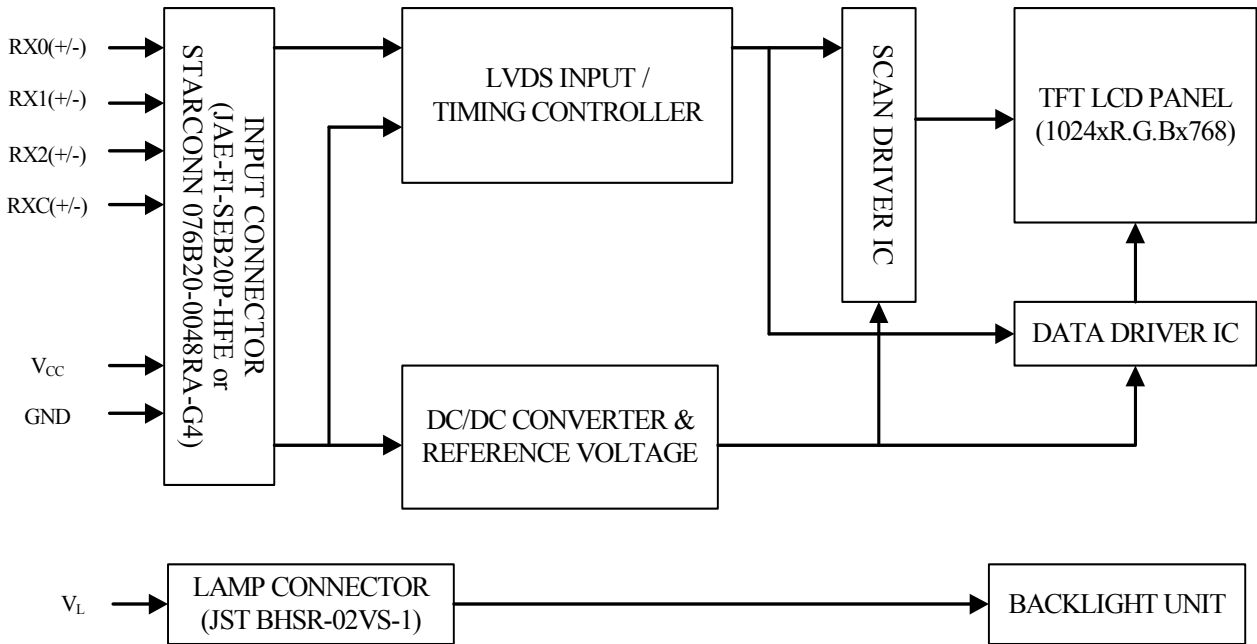 RX0(+/-)
RX1(+/-)
RX2(+/-)
RXC(+/-)
VCC
GND
INPUT CONNECTOR
(JAE-FI-SEB20P-HFE or
STARCONN 076B20-0048RA-G4)
LVDS INPUT /
TIMING CONTROLLER
SCAN DRIVER IC
TFT LCD PANEL
(1024xR.G.Bx768)
DATA DRIVER IC
DC/DC CONVERTER &
REFERENCE VOLTAGE
VL
LAMP CONNECTOR
(JST BHSR-02VS-1)
BACKLIGHT UNIT